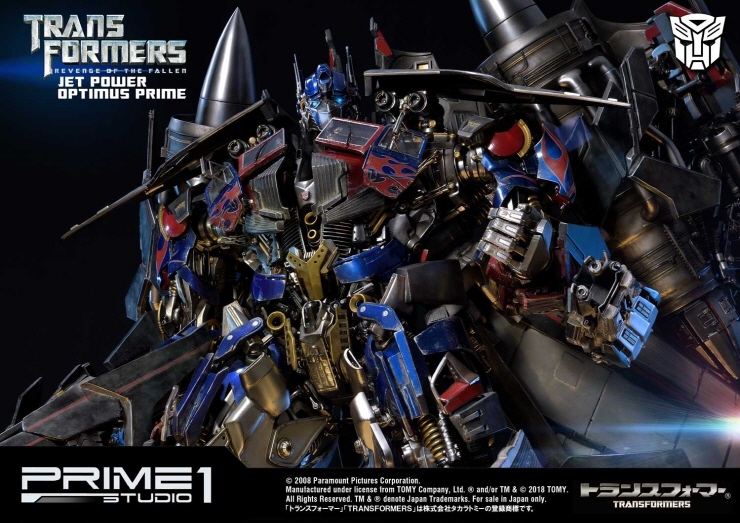 TRANSFORMERS
REVENGE OF THE FALLEN
JET POWER
OPTIMUS PRIME
PRIME 1
STUDIO
© 2008 Paramount Pictures Corporation.
Manufactured under license from TOMY Company, Ltd. ® and/or TM & © 2018 TOMY.
All Rights Reserved. TM & ® denote Japan Trademarks. For sale in Japan only.
「トランスフォーマー」「TRANSFORMERS」は株式会社タカラトミーの登録商標です。
トランスフォーマー®
TRANSFORMERS